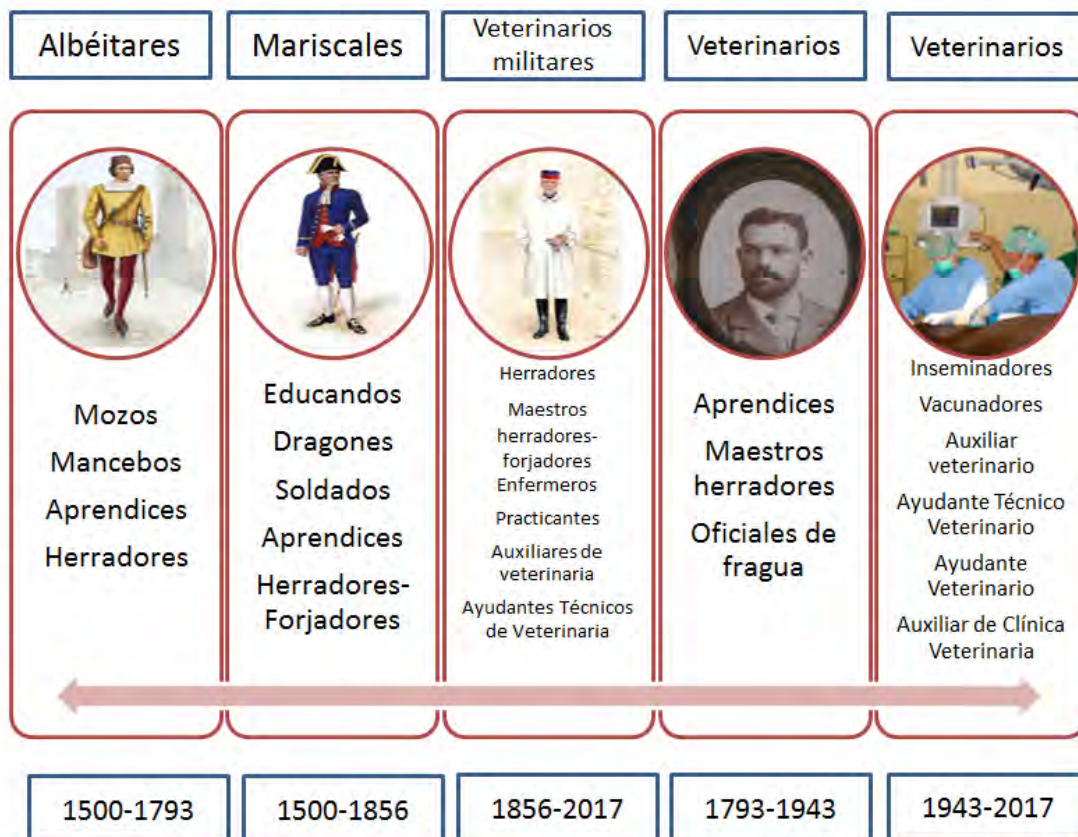 Albéitares
Mariscales
Veterinarios
militares
Veterinarios
Veterinarios
Mozos
Mancebos
Aprendices
Herradores
Educandos
Dragones
Soldados
Aprendices
Herradores-
Forjadores
Herradores
Maestros
herradores-
forjadores
Enfermeros
Practicantes
Auxiliares de
veterinaria
Ayudantes Técnicos
de Veterinaria
Aprendices
Maestros
herradores
Oficiales de
fragua
Inseminadores
Vacunadores
Auxiliar
veterinario
Ayudante Técnico
Veterinario
Ayudante
Veterinario
Auxiliar de Clínica
Veterinaria
1500-1793
1500-1856
1856-2017
1793-1943
1943-2017